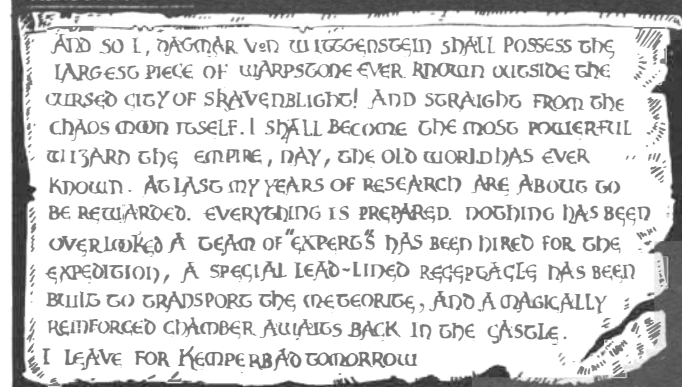 AND SO I, DAGMAR VON WITTGENSTEIN SHALL POSSESS THE
LARGEST PIECE OF WARPSTONE EVER KNOWN OUTSIDE THE
CURSED CITY OF SKAVENBLIGHT! AND STRAIGHT FROM THE
CHAOS MOON ITSELF. I SHALL BECOME THE MOST POWERFUL
WIZARD THE EMPIRE, NAY, THE OLD WORLD HAS EVER
KNOWN. AT LAST MY YEARS OF RESEARCH ARE ABOUT TO
BE REWARDED. EVERYTHING IS PREPARED. NOTHING HAS BEEN
OVERLOOKED A TEAM OF "EXPERTS" HAS BEEN HIRED FOR THE
EXPEDITION, A SPECIAL LEAD-LINED RECEPTACLE HAS BEEN
BUILT TO TRANSPORT THE METEORITE, AND A MAGICALLY
REINFORCED CHAMBER AWAITS BACK IN THE CASTLE.
I LEAVE FOR KEMPERBAD TOMORROW